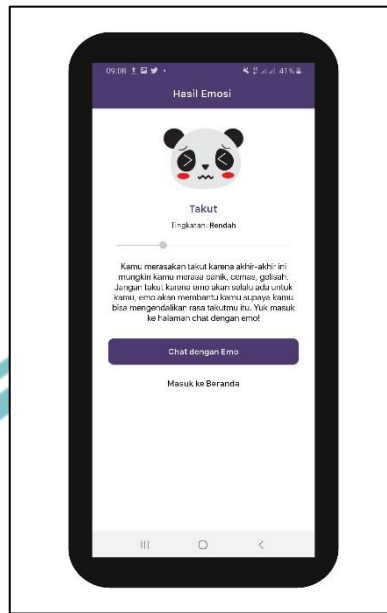 09:08
41%
Hasil Emosi
Takut
Tingkatan: Rendah
Kamu merasakan takut karena akhir-akhir ini
mungkin kamu merasa panik, cemas, gelisah.
Jangan takut karena emo akan selalu ada untuk
kamu, emo akan membantu kamu supaya kamu
bisa mengendalikan rasa takutmu itu. Yuk masuk
ke halaman chat dengan emo!
Chat dengan Emo
Masuk ke Beranda